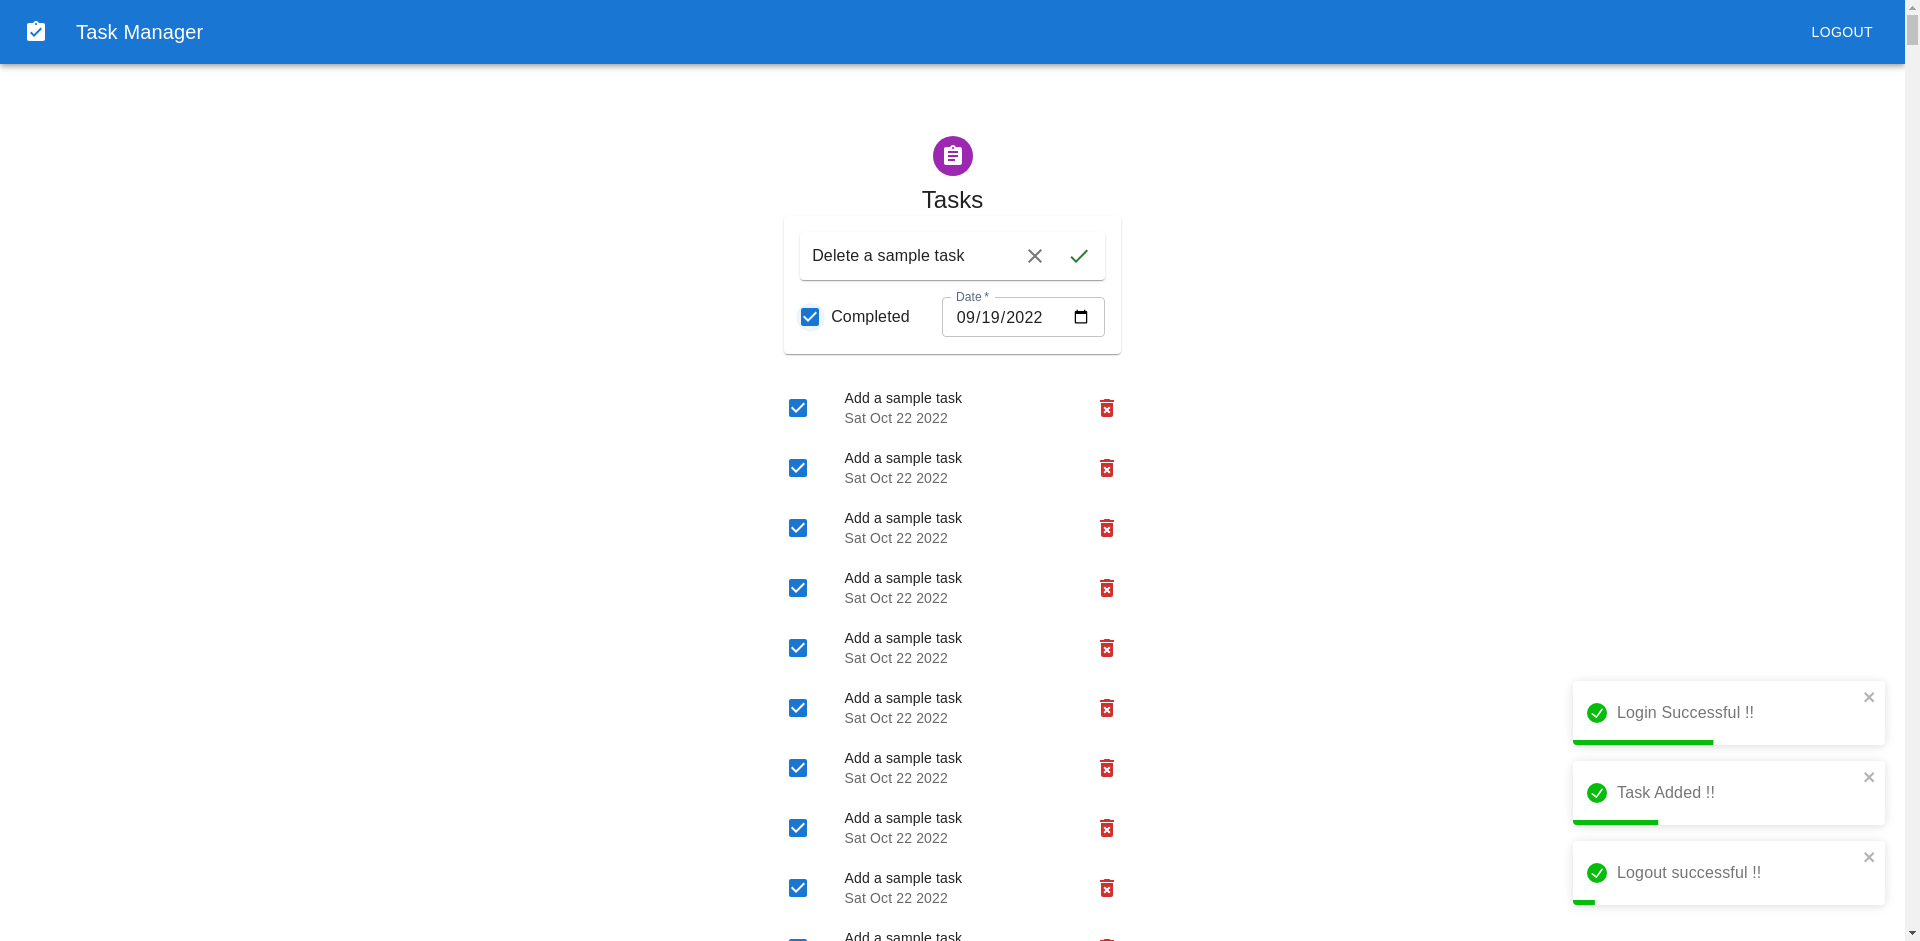 Task Manager
LOGOUT
Tasks
Delete a sample task
Completed
Date *
09/19/2022
Add a sample task
Sat Oct 22 2022
Add a sample task
Sat Oct 22 2022
Add a sample task
Sat Oct 22 2022
Add a sample task
Sat Oct 22 2022
Add a sample task
Sat Oct 22 2022
Add a sample task
Sat Oct 22 2022
Add a sample task
Sat Oct 22 2022
Add a sample task
Sat Oct 22 2022
Add a sample task
Sat Oct 22 2022
Add a sample task
Login Successful !!
Task Added !!
Logout successful !!